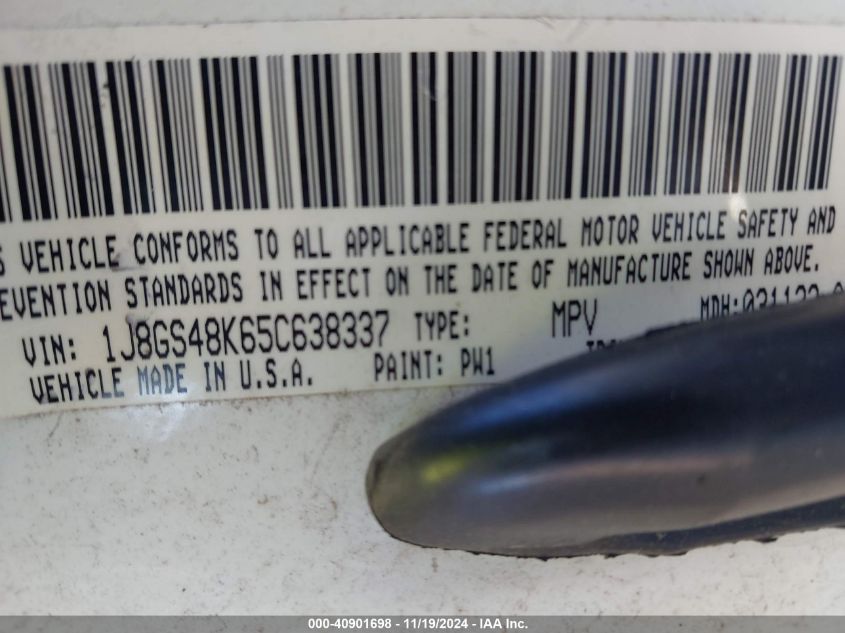 VEHICLE CONFORMS TO ALL APPLICABLE FEDERAL MOTOR VEHICLE SAFETY AND
EVENTION STANDARDS IN EFFECT ON THE DATE OF MANUFACTURE SHOWN ABOVE.
VIN: 1J8GS48K65C638337 TYPE: MPV MDH:
VEHICLE MADE IN U.S.A. PAINT: PW1
000-40901698 - 11/19/2024 - IAA Inc.